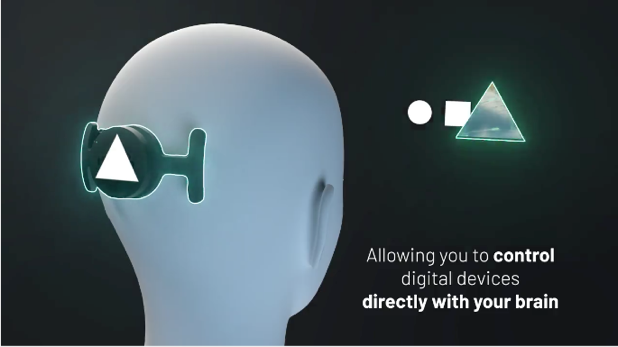 Allowing you to control
digital devices
directly with your brain